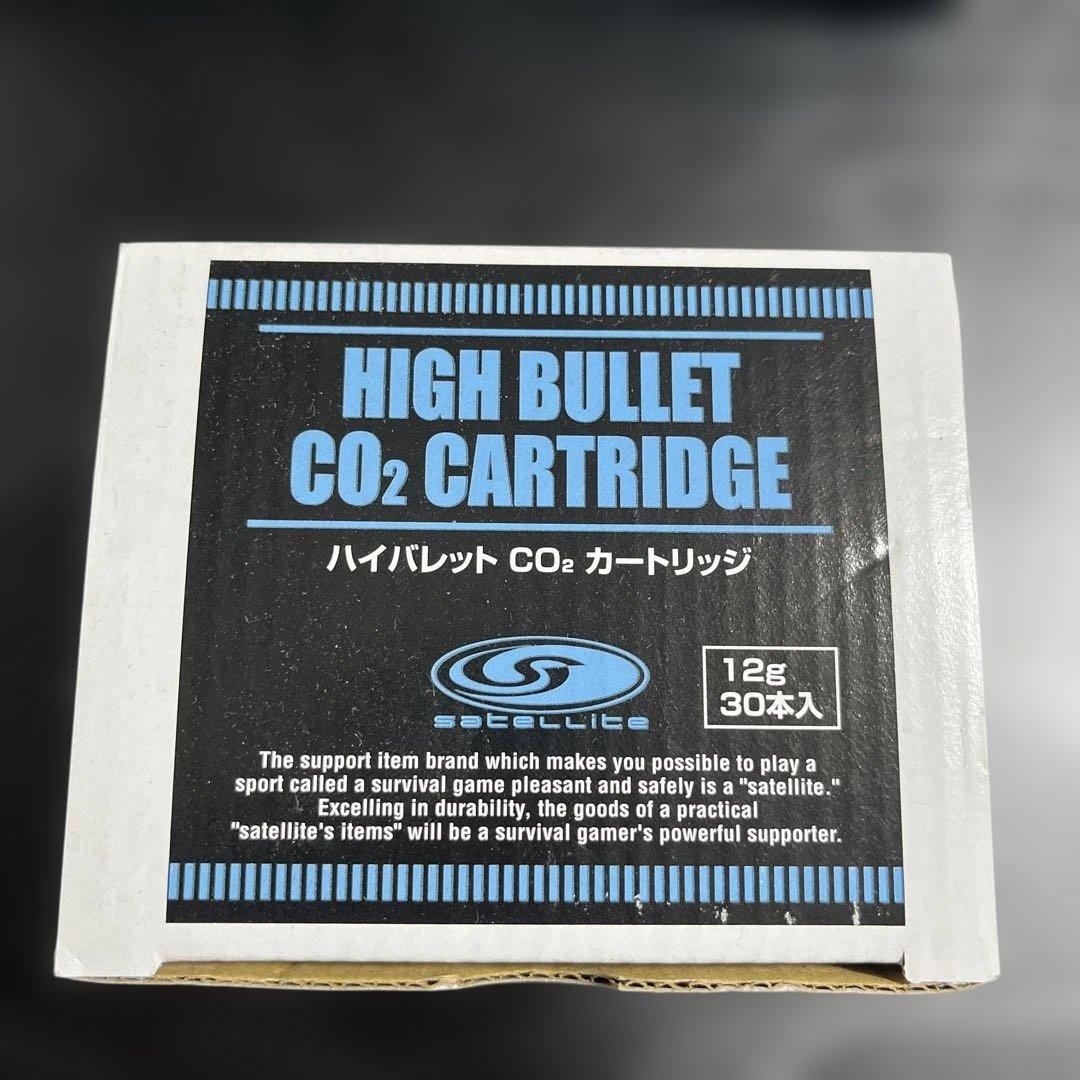 HIGH BULLET
CO₂ CARTRIDGE
ハイバレット CO₂ カートリッジ
satellite
12g
30本入
The support item brand which makes you possible to play a
sport called a survival game pleasant and safely is a "satellite."
Excelling in durability, the goods of a practical
"satellite's items" will be a survival gamer's powerful supporter.